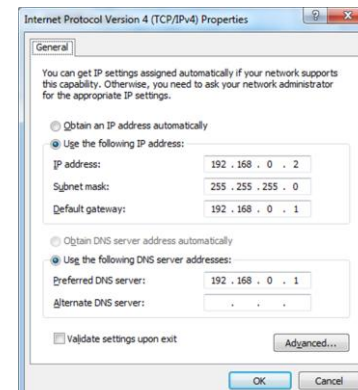 Internet Protocol Version 4 (TCP/IPv4) Properties
General
You can get IP settings assigned automatically if your network supports
this capability. Otherwise, you need to ask your network administrator
for the appropriate IP settings.
Obtain an IP address automatically
Use the following IP address:
IP address: 192 . 168 . 0 . 2
Subnet mask: 255 . 255 . 255 . 0
Default gateway: 192 . 168 . 0 . 1
Obtain DNS server address automatically
Use the following DNS server addresses:
Preferred DNS server: 192 . 168 . 0 . 1
Alternate DNS server: . . .
Validate settings upon exit
Advanced...
OK Cancel